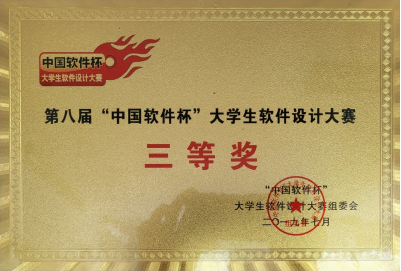 中国软件杯
大学生软件设计大赛
第八届“中国软件杯”大学生软件设计大赛
三等奖
“中国软件杯”
大学生软件设计大赛组委会
二〇一九年七月